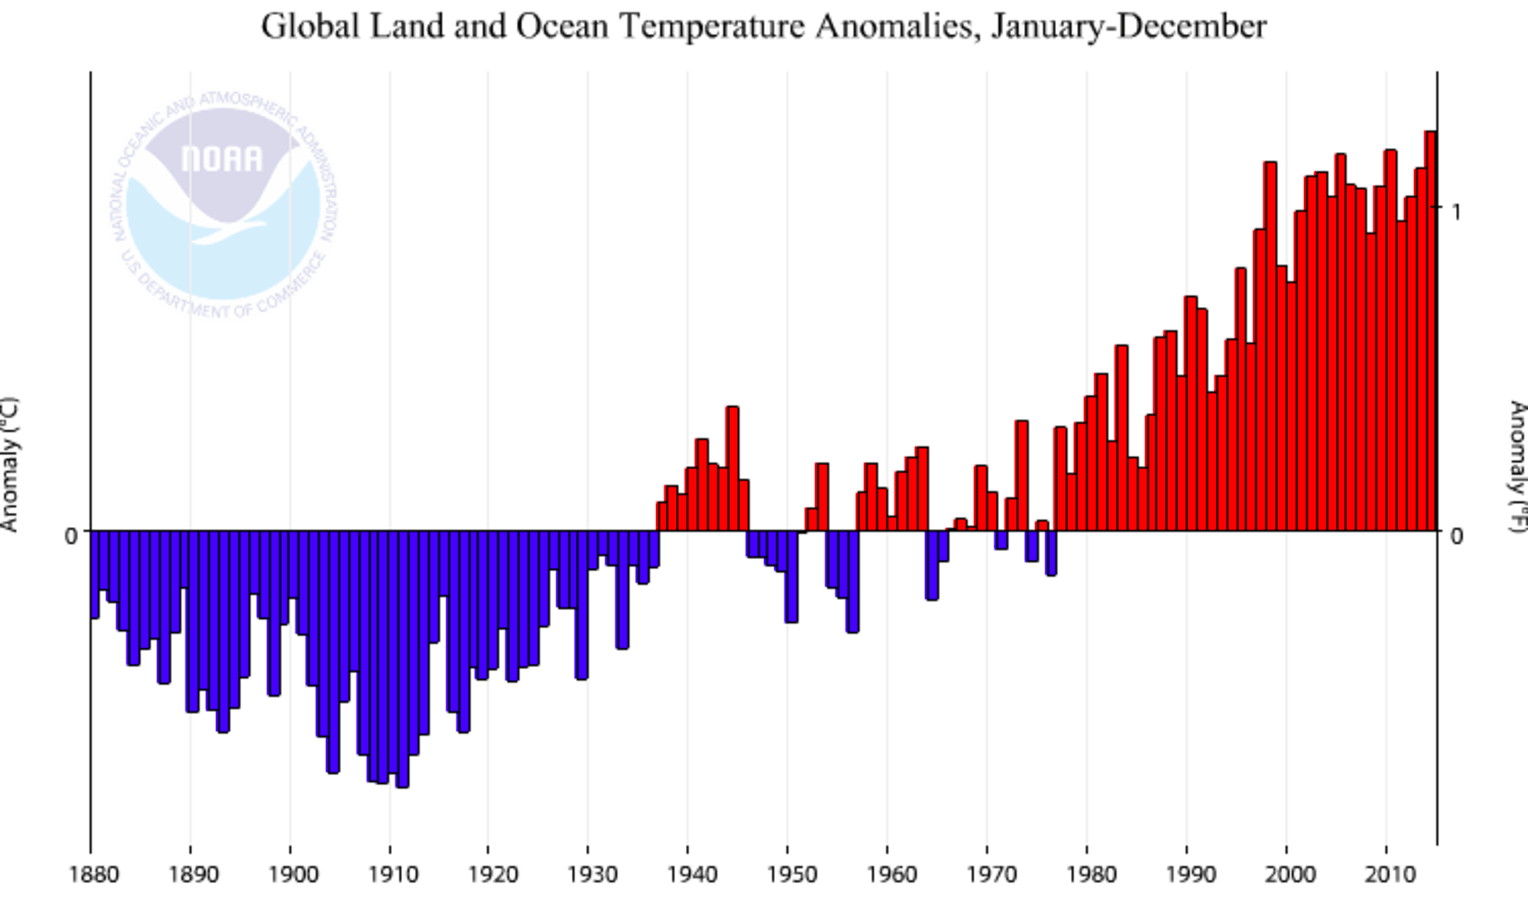 Global Land and Ocean Temperature Anomalies, January-December
NATIONAL OCEANIC AND ATMOSPHERIC ADMINISTRATION
NOAA
U.S. DEPARTMENT OF COMMERCE
1
Anomaly (°C)
Anomaly (°F)
0
0
1880 1890 1900 1910 1920 1930 1940 1950 1960 1970 1980 1990 2000 2010